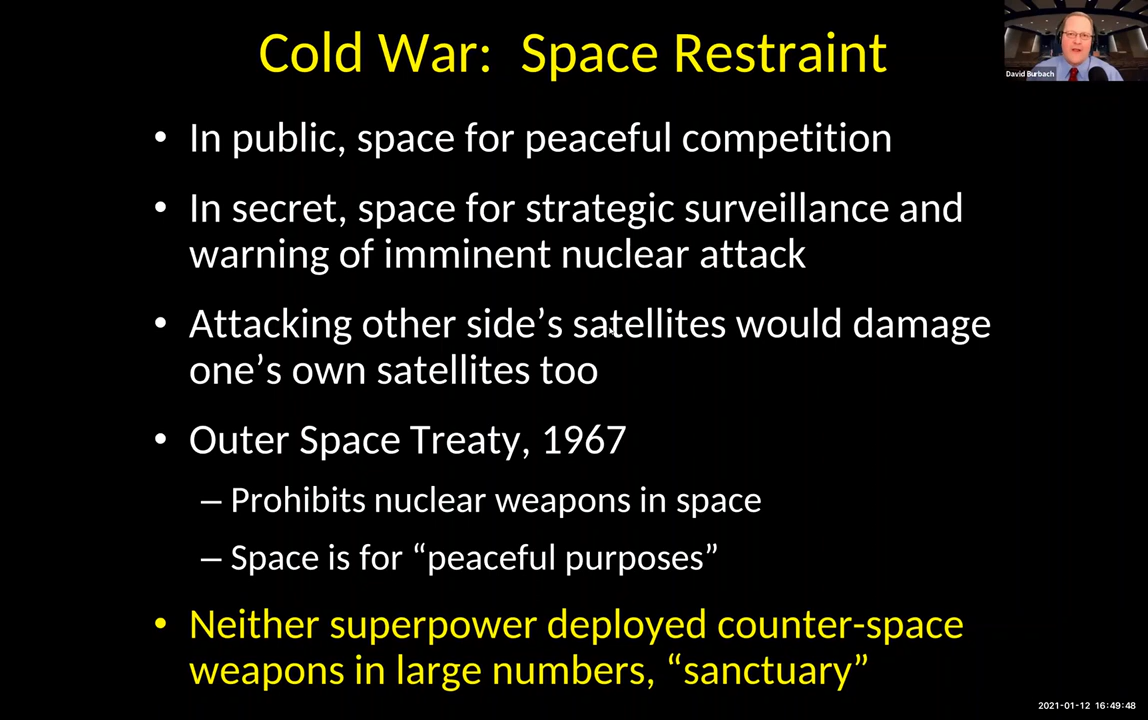 Cold War:  Space Restraint
David Burbach
• In public, space for peaceful competition
• In secret, space for strategic surveillance and
warning of imminent nuclear attack
• Attacking other side’s satellites would damage
one’s own satellites too
• Outer Space Treaty, 1967
– Prohibits nuclear weapons in space
– Space is for “peaceful purposes”
• Neither superpower deployed counter-space
weapons in large numbers, “sanctuary”
2021-01-12 16:49:48